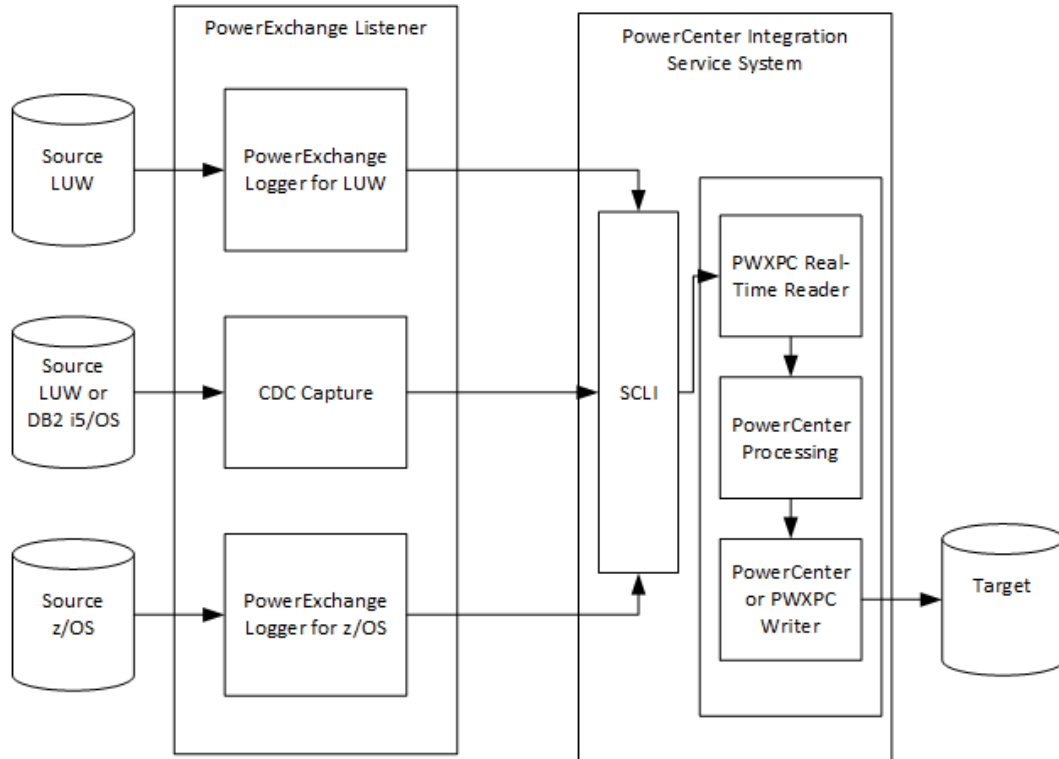 PowerExchange Listener
PowerCenter Integration
Service System
Source
LUW
PowerExchange
Logger for LUW
PWXPC Real-
Time Reader
Source
LUW or
DB2 i5/OS
CDC Capture
SCLI
PowerCenter
Processing
Source
z/OS
PowerExchange
Logger for z/OS
PowerCenter
or PWXPC
Writer
Target